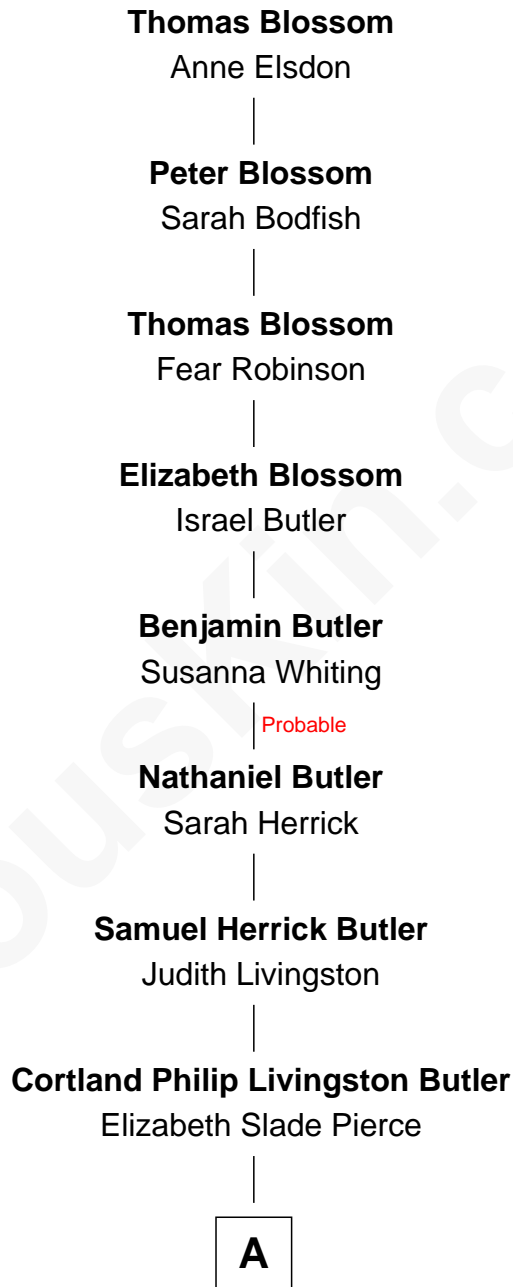 Thomas Blossom
Anne Elsdon
Peter Blossom
Sarah Bodfish
Thomas Blossom
Fear Robinson
Elizabeth Blossom
Israel Butler
Benjamin Butler
Susanna Whiting
Probable
Nathaniel Butler
Sarah Herrick
Samuel Herrick Butler
Judith Livingston
Cortland Philip Livingston Butler
Elizabeth Slade Pierce
A